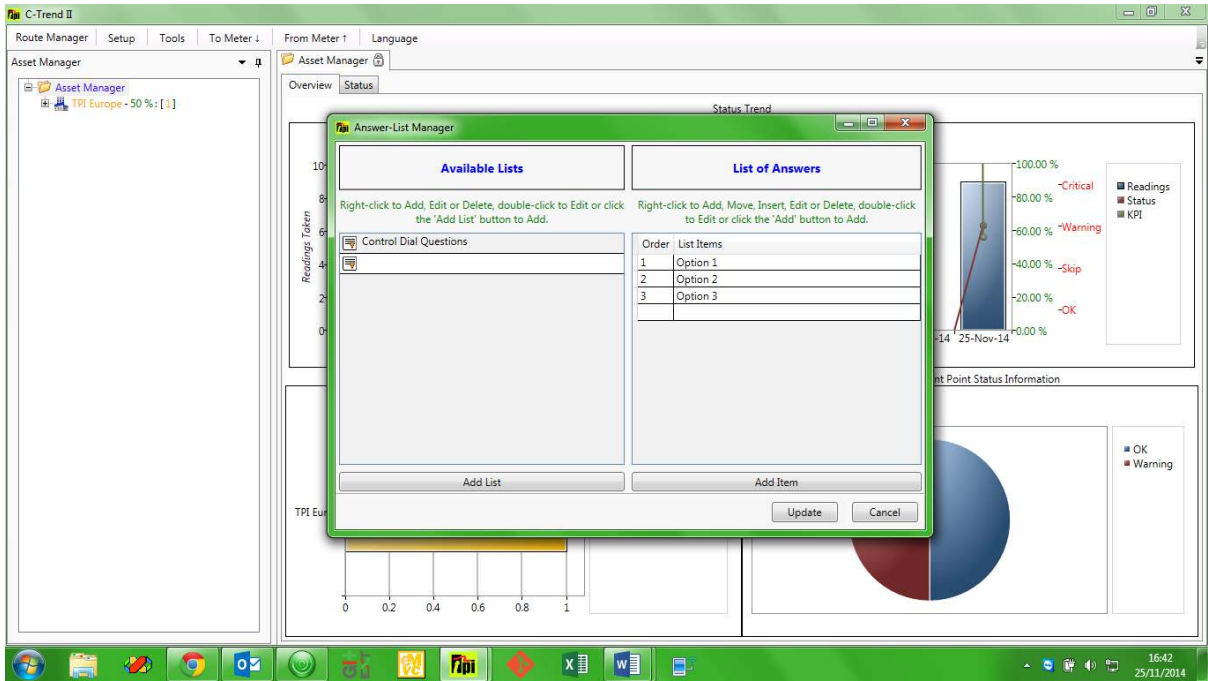 Tapi C-Trend II
Route Manager Setup Tools To Meter ↓ From Meter ↑ Language
Asset Manager
Asset Manager
TPI Europe - 50 % : [ 1 ]
Asset Manager
Overview Status
Status Trend
Readings Taken
100.00 %
80.00 %
60.00 %
40.00 %
20.00 %
0.00 %
Critical
Warning
Skip
OK
Readings
Status
KPI
-14 25-Nov-14
Answer-List Manager
Available Lists
Right-click to Add, Edit or Delete, double-click to Edit or click
the 'Add List' button to Add.
Control Dial Questions
Add List
List of Answers
Right-click to Add, Move, Insert, Edit or Delete, double-click
to Edit or click the 'Add' button to Add.
Order List Items
1 Option 1
2 Option 2
3 Option 3
Add Item
Update Cancel
nt Point Status Information
OK
Warning
TPI Eur
0 0.2 0.4 0.6 0.8 1
16:42
25/11/2014